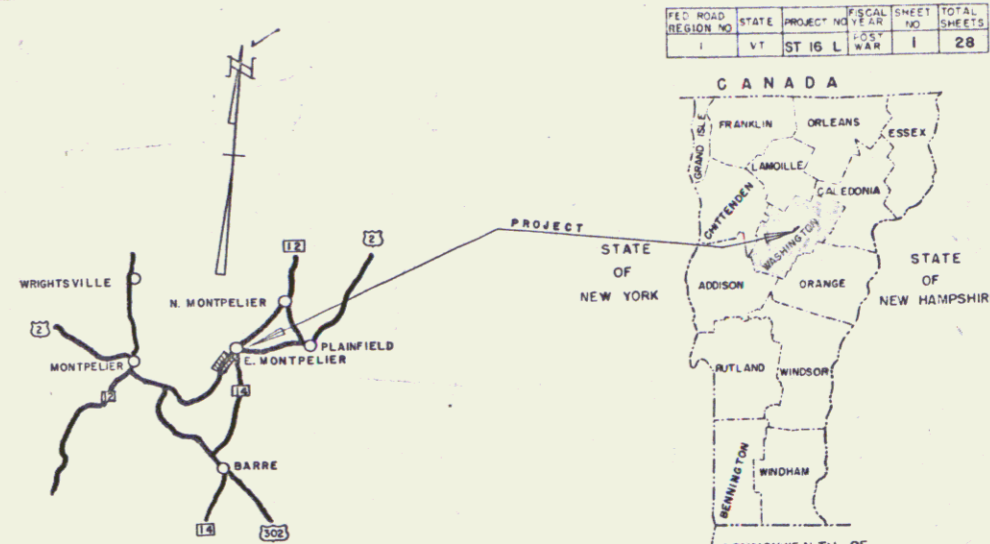 FED ROAD REGION NO STATE PROJECT NO FISCAL YEAR SHEET NO TOTAL SHEETS
1 VT ST 16 L POST WAR 1 28
CANADA
GRAND ISLE
FRANKLIN
ORLEANS
ESSEX
LAMOILLE
CHITTENDEN
CALEDONIA
WASHINGTON
PROJECT
STATE
OF
NEW YORK
ADDISON
ORANGE
STATE
OF
NEW HAMPSHIR
12
2
WRIGHTSVILLE
N. MONTPELIER
2
PLAINFIELD
E. MONTPELIER
MONTPELIER
12
14
RUTLAND
WINDSOR
BARRE
BENNINGTON
WINDHAM
14
302
OF